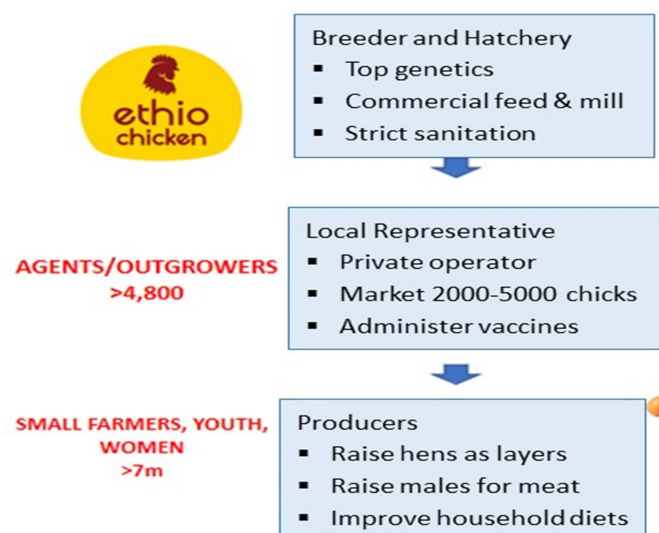 ethio
chicken
Breeder and Hatchery
▪ Top genetics
▪ Commercial feed & mill
▪ Strict sanitation
AGENTS/OUTGROWERS
>4,800
Local Representative
▪ Private operator
▪ Market 2000-5000 chicks
▪ Administer vaccines
SMALL FARMERS, YOUTH,
WOMEN
>7m
Producers
▪ Raise hens as layers
▪ Raise males for meat
▪ Improve household diets